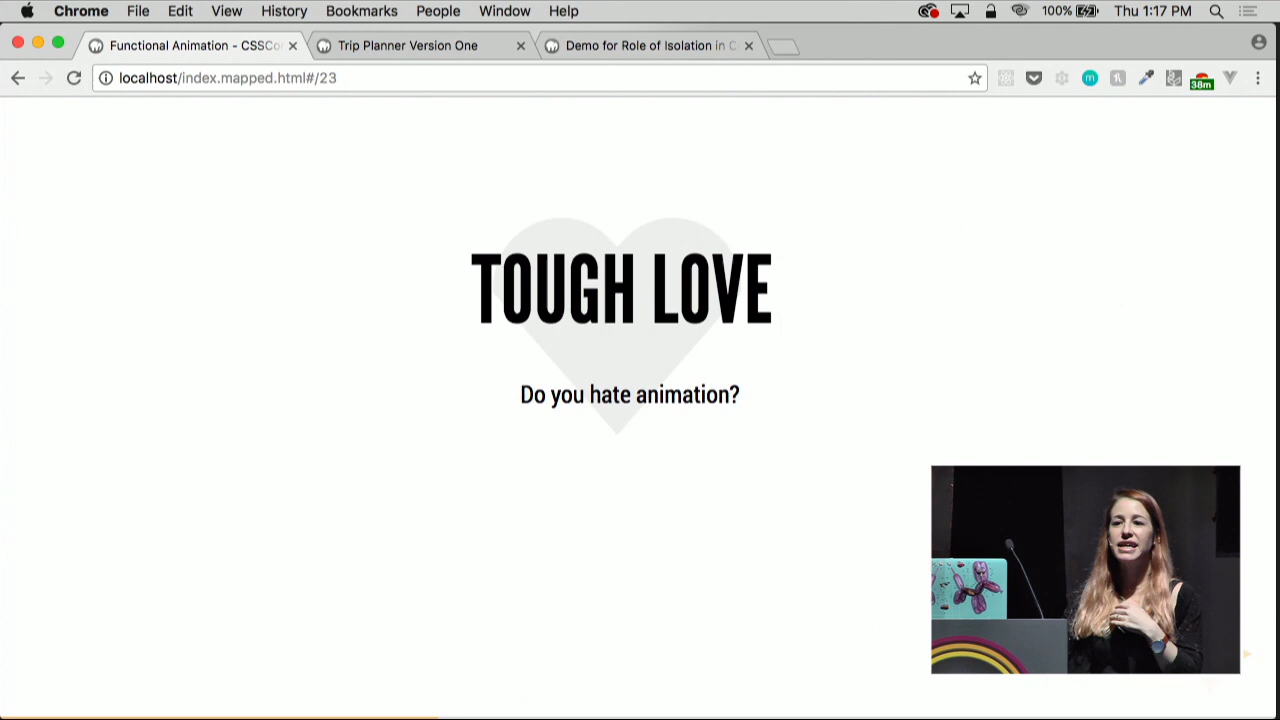 Chrome File Edit View History Bookmarks People Window Help 100% Thu 1:17 PM
Functional Animation - CSSCo Trip Planner Version One Demo for Role of Isolation in C
localhost/index.mapped.html#/23
38m
TOUGH LOVE
Do you hate animation?